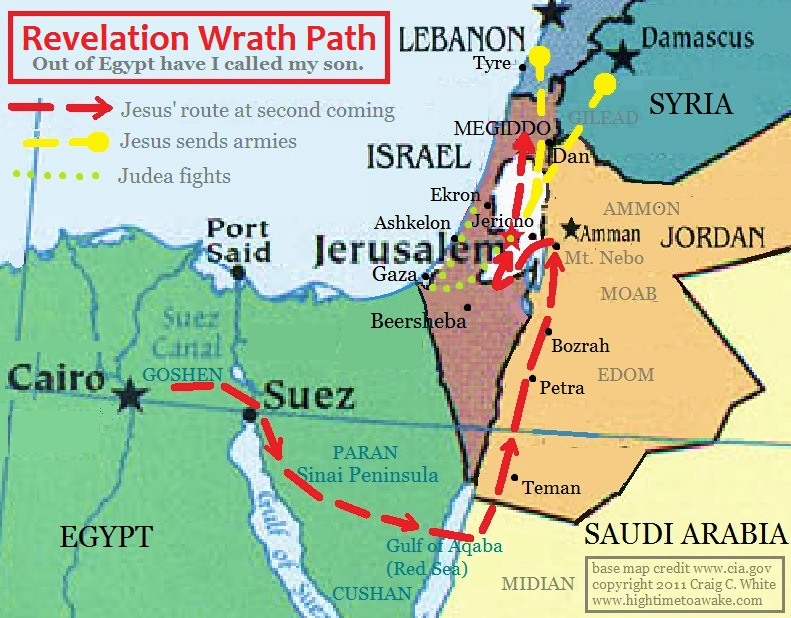 Revelation Wrath Path
Out of Egypt have I called my son.
Jesus' route at second coming
Jesus sends armies
Judea fights
LEBANON
Damascus
Tyre
SYRIA
MEGIDDO
GILEAD
ISRAEL
Dan
Ekron
AMMON
Ashkelon
Jericho
Port
Said
Jerusalem
Amman
JORDAN
Mt. Nebo
Gaza
MOAB
Suez
Canal
Beersheba
Bozrah
GOSHEN
Cairo
Suez
Petra
EDOM
PARAN
Sinai Peninsula
Teman
EGYPT
Gulf of Suez
Gulf of Aqaba
(Red Sea)
SAUDI ARABIA
CUSHAN
MIDIAN
base map credit www.cia.gov
copyright 2011 Craig C. White
www.hightimetoawake.com